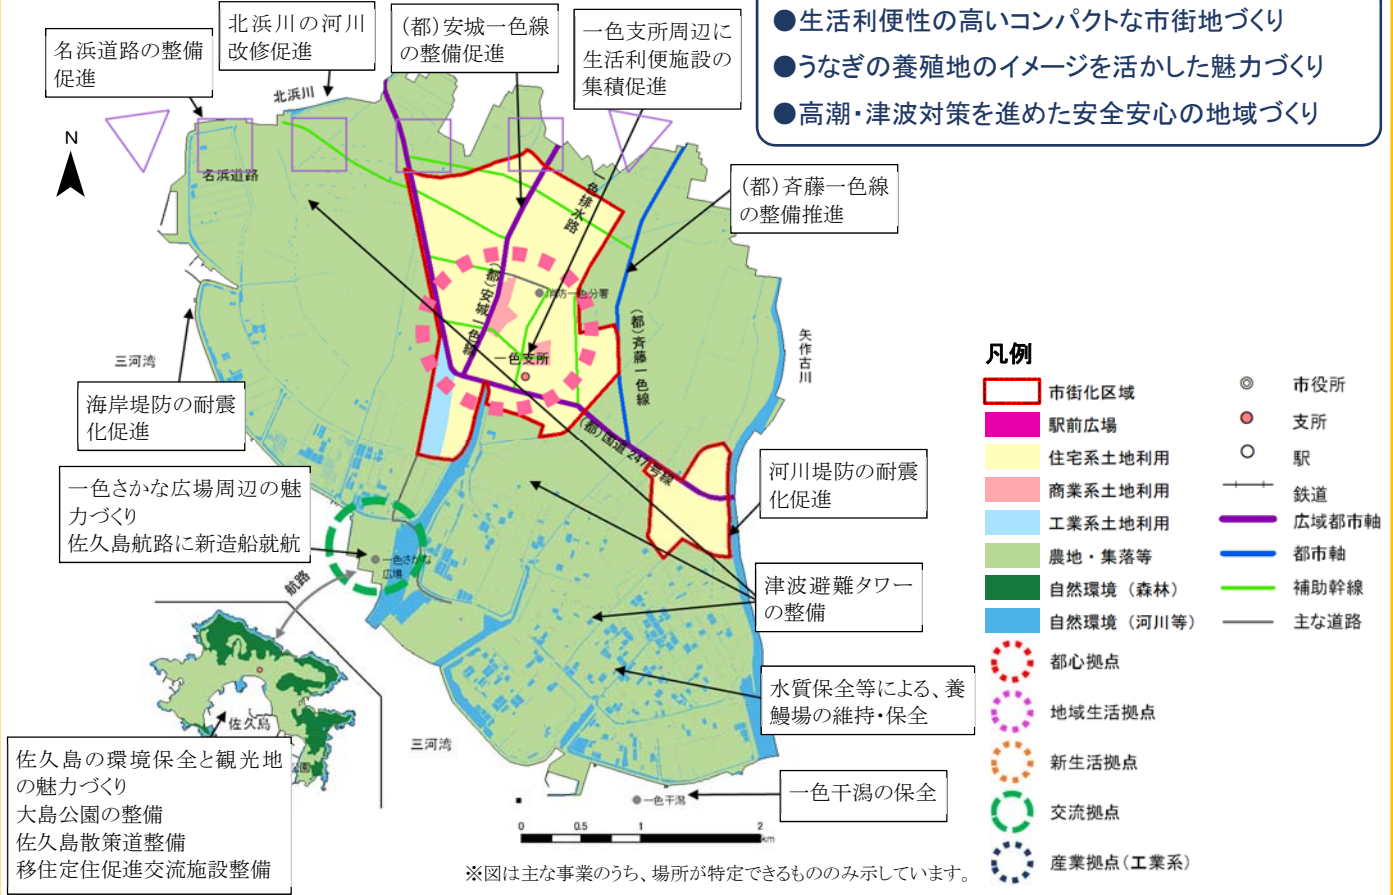 ●生活利便性の高いコンパクトな市街地づくり
●うなぎの養殖地のイメージを活かした魅力づくり
●高潮・津波対策を進めた安全安心の地域づくり
名浜道路の整備
促進
北浜川の河川
改修促進
(都)安城一色線
の整備促進
一色支所周辺に
生活利便施設の
集積促進
北浜川
N
名浜道路
一色排水路
(都)斉藤一色線
の整備推進
(都)安城一色線
消防一色分署
一色支所
(都)斉藤一色線
矢作古川
三河湾
海岸堤防の耐震
化促進
(都)国道247号線
河川堤防の耐震
化促進
一色さかな広場周辺の魅
力づくり
佐久島航路に新造船就航
一色さかな
広場
航路
津波避難タワー
の整備
水質保全等による、養
鰻場の維持・保全
佐久島
三河湾
佐久島の環境保全と観光地
の魅力づくり
大島公園の整備
佐久島散策道整備
移住定住促進交流施設整備
公園
一色干潟
一色干潟の保全
0 0.5 1 2
km
※図は主な事業のうち、場所が特定できるもののみ示しています。
凡例
市街化区域
駅前広場
住宅系土地利用
商業系土地利用
工業系土地利用
農地・集落等
自然環境（森林）
自然環境（河川等）
都心拠点
地域生活拠点
新生活拠点
交流拠点
産業拠点(工業系)
市役所
支所
駅
鉄道
広域都市軸
都市軸
補助幹線
主な道路